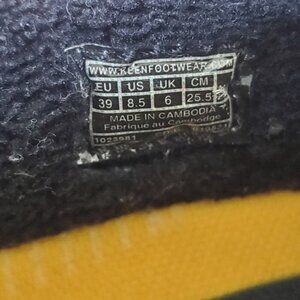 WWW.KEENFOOTWEAR.COM
EU US UK CM
39 8.5 6 25.5
MADE IN CAMBODIA
Fabriqué au Cambodge
1023981